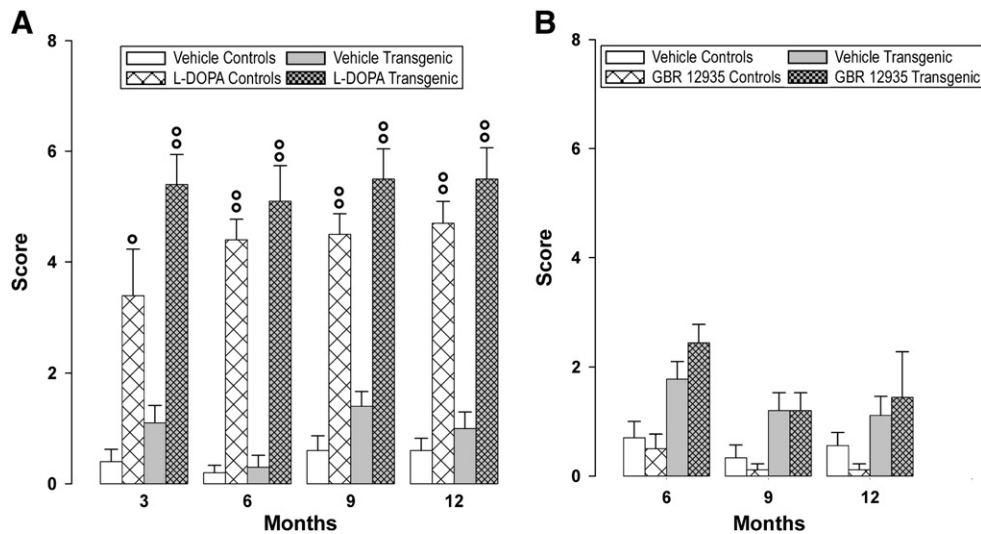 A
8
6
4
2
0
Score
Vehicle Controls Vehicle Transgenic
L-DOPA Controls L-DOPA Transgenic
3 6 9 12
Months
B
8
6
4
2
0
Score
Vehicle Controls Vehicle Transgenic
GBR 12935 Controls GBR 12935 Transgenic
6 9 12
Months